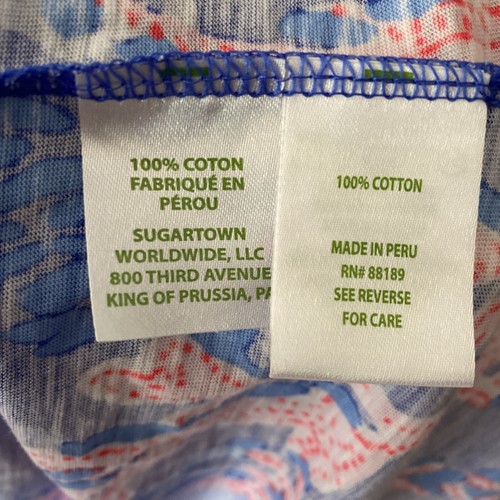 100% COTON
FABRIQUÉ EN
PÉROU
SUGARTOWN
WORLDWIDE, LLC
800 THIRD AVENUE
KING OF PRUSSIA, PA
100% COTTON
MADE IN PERU
RN# 88189
SEE REVERSE
FOR CARE